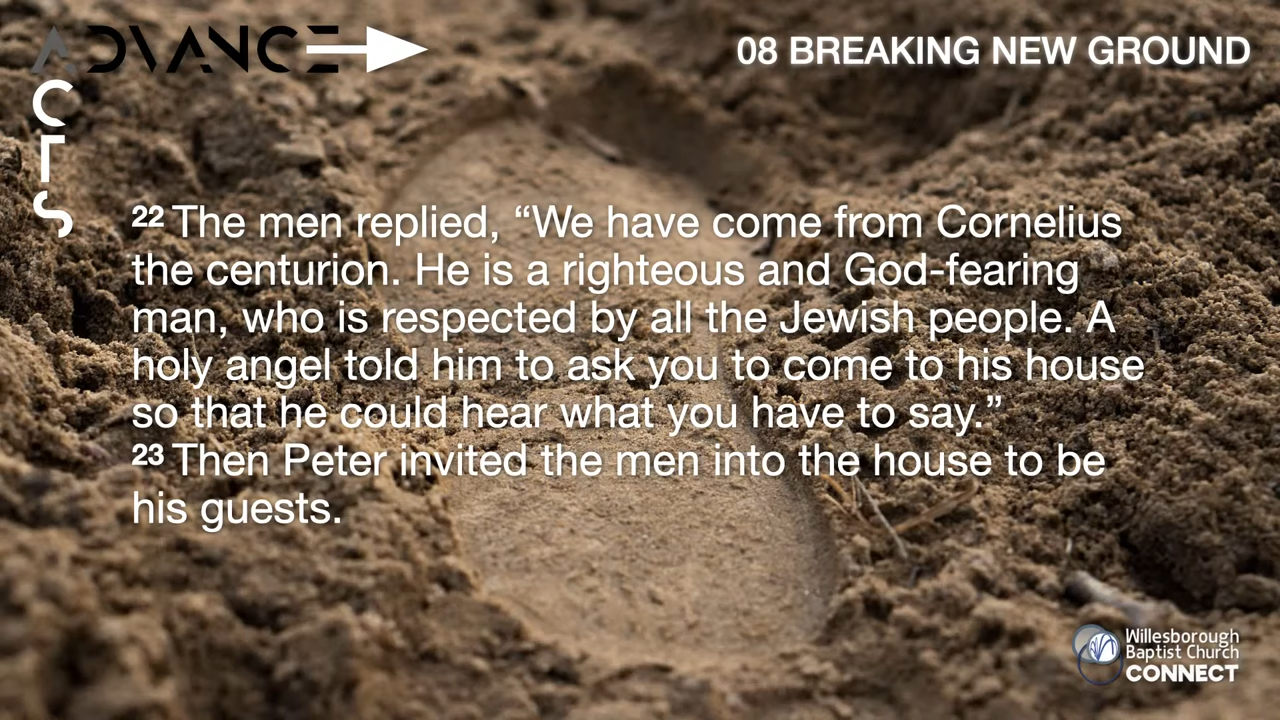 ADVANCE
ACTS
08 BREAKING NEW GROUND
22 The men replied, “We have come from Cornelius
the centurion. He is a righteous and God-fearing
man, who is respected by all the Jewish people. A
holy angel told him to ask you to come to his house
so that he could hear what you have to say.”
23 Then Peter invited the men into the house to be
his guests.
Willesborough
Baptist Church
CONNECT